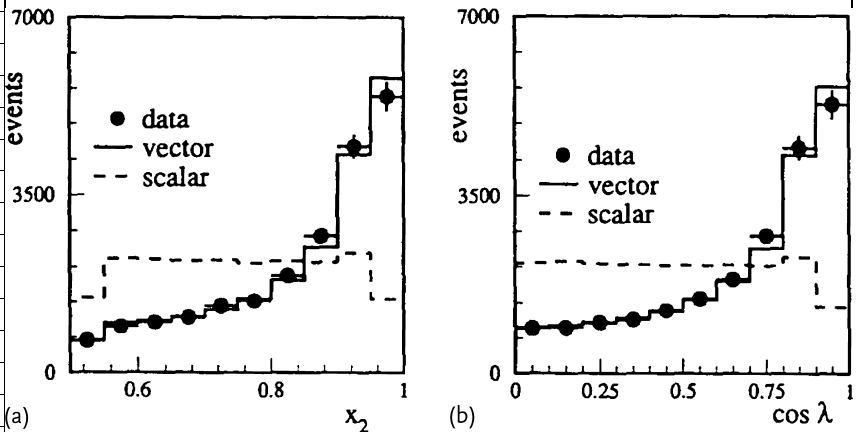 7000
events
data
vector
scalar
3500
0
0.6
0.8
1
(a)
x2
7000
events
data
vector
scalar
3500
0
0
0.25
0.5
0.75
1
(b)
cos λ